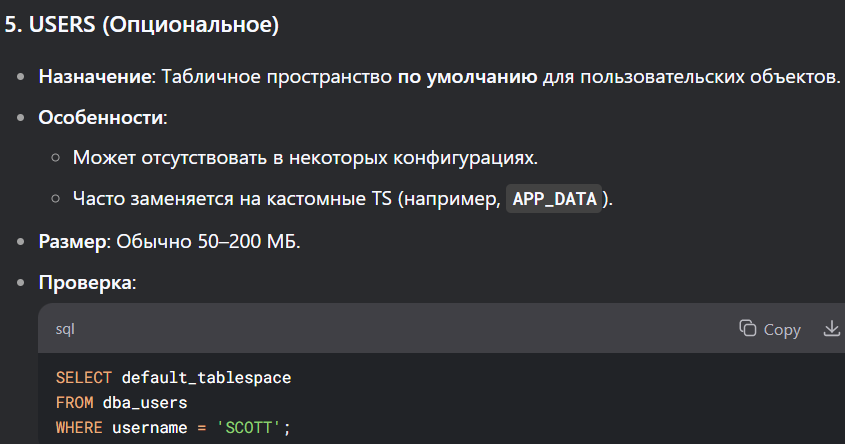 5. USERS (Опциональное)
• Назначение: Табличное пространство по умолчанию для пользовательских объектов.
• Особенности:
○ Может отсутствовать в некоторых конфигурациях.
○ Часто заменяется на кастомные TS (например, APP_DATA).
• Размер: Обычно 50–200 МБ.
• Проверка:
sql Copy
SELECT default_tablespace
FROM dba_users
WHERE username = 'SCOTT';